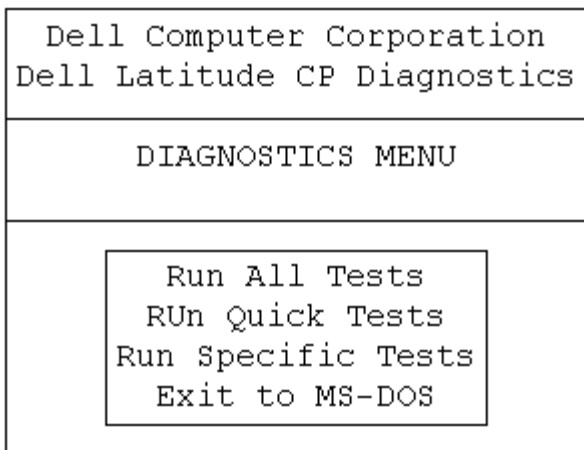 Dell Computer Corporation
Dell Latitude CP Diagnostics
DIAGNOSTICS MENU
Run All Tests
RUn Quick Tests
Run Specific Tests
Exit to MS-DOS